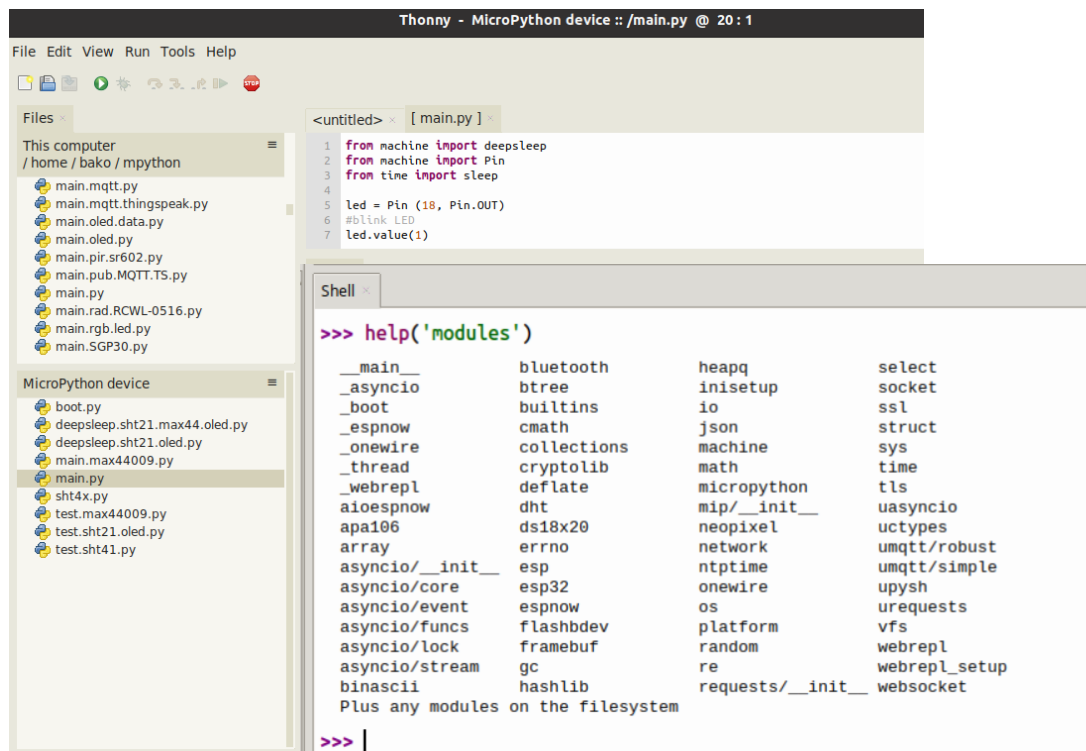 Thonny - MicroPython device :: /main.py @ 20 : 1
File Edit View Run Tools Help
STOP
Files
This computer
/ home / bako / mpython
main.mqtt.py
main.mqtt.thingspeak.py
main.oled.data.py
main.oled.py
main.pir.sr602.py
main.pub.MQTT.TS.py
main.py
main.rad.RCWL-0516.py
main.rgb.led.py
main.SGP30.py
MicroPython device
boot.py
deepsleep.sht21.max44.oled.py
deepsleep.sht21.oled.py
main.max44009.py
main.py
sht4x.py
test.max44009.py
test.sht21.oled.py
test.sht41.py
<untitled> [ main.py ]
1 from machine import deepsleep
2 from machine import Pin
3 from time import sleep
4
5 led = Pin (18, Pin.OUT)
6 #blink LED
7 led.value(1)
Shell
>>> help('modules')
__main__ bluetooth heapq select
_asyncio btree inisetup socket
_boot builtins io ssl
_espnow cmath json struct
_onewire collections machine sys
_thread cryptolib math time
_webrepl deflate micropython tls
aioespnow dht mip/__init__ uasyncio
apa106 ds18x20 neopixel uctypes
array errno network umqtt/robust
asyncio/__init__ esp ntptime umqtt/simple
asyncio/core esp32 onewire upysh
asyncio/event espnow os urequests
asyncio/funcs flashbdev platform vfs
asyncio/lock framebuf random webrepl
asyncio/stream gc re webrepl_setup
binascii hashlib requests/__init__ websocket
Plus any modules on the filesystem
>>>